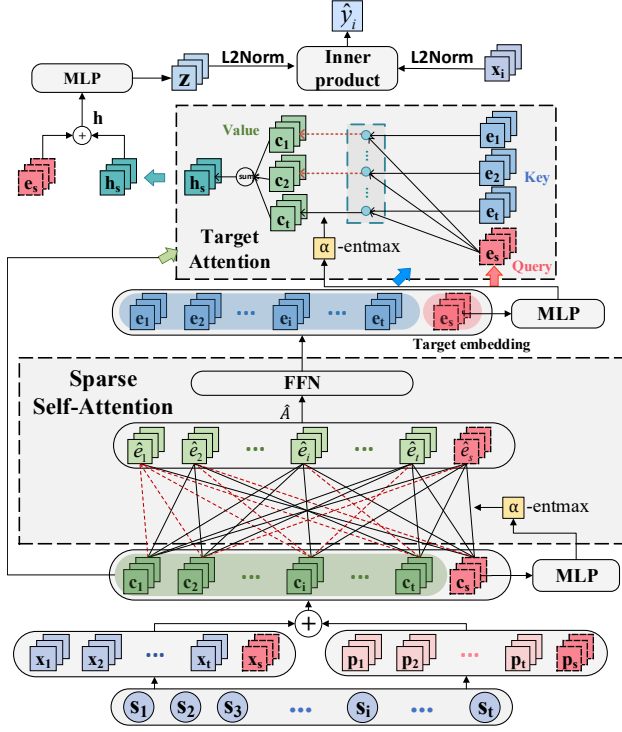 ŷᵢ
L2Norm
L2Norm
MLP
z
Inner
product
xᵢ
h
+
Value
c₁
e₁
eₛ
hₛ
hₛ
sum
c₂
e₂
Key
cₜ
eₜ
Target
Attention
α -entmax
eₛ
Query
e₁ e₂ ··· eᵢ ··· eₜ eₛ
MLP
Target embedding
Sparse
Self-Attention
FFN
Â
ê₁ ê₂ ··· êᵢ ··· êₜ êₛ
α -entmax
c₁ c₂ ··· cᵢ ··· cₜ cₛ
MLP
+
x₁ x₂ ··· xₜ xₛ
p₁ p₂ ··· pₜ pₛ
s₁ s₂ s₃ ··· sᵢ ··· sₜ